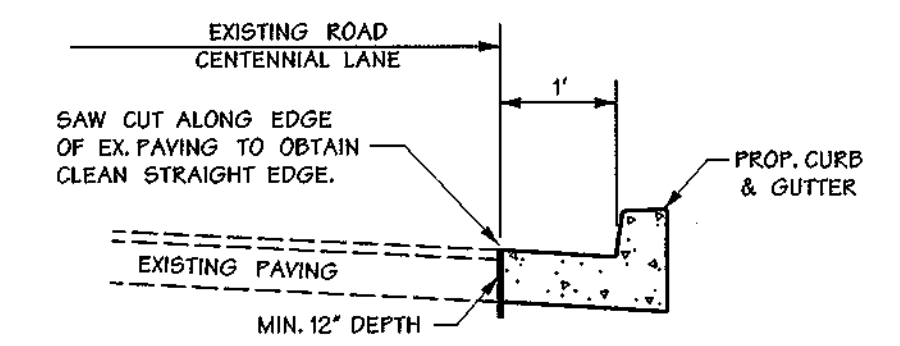 EXISTING ROAD
CENTENNIAL LANE
1'
SAW CUT ALONG EDGE
OF EX. PAVING TO OBTAIN
CLEAN STRAIGHT EDGE.
PROP. CURB
& GUTTER
EXISTING PAVING
MIN. 12" DEPTH